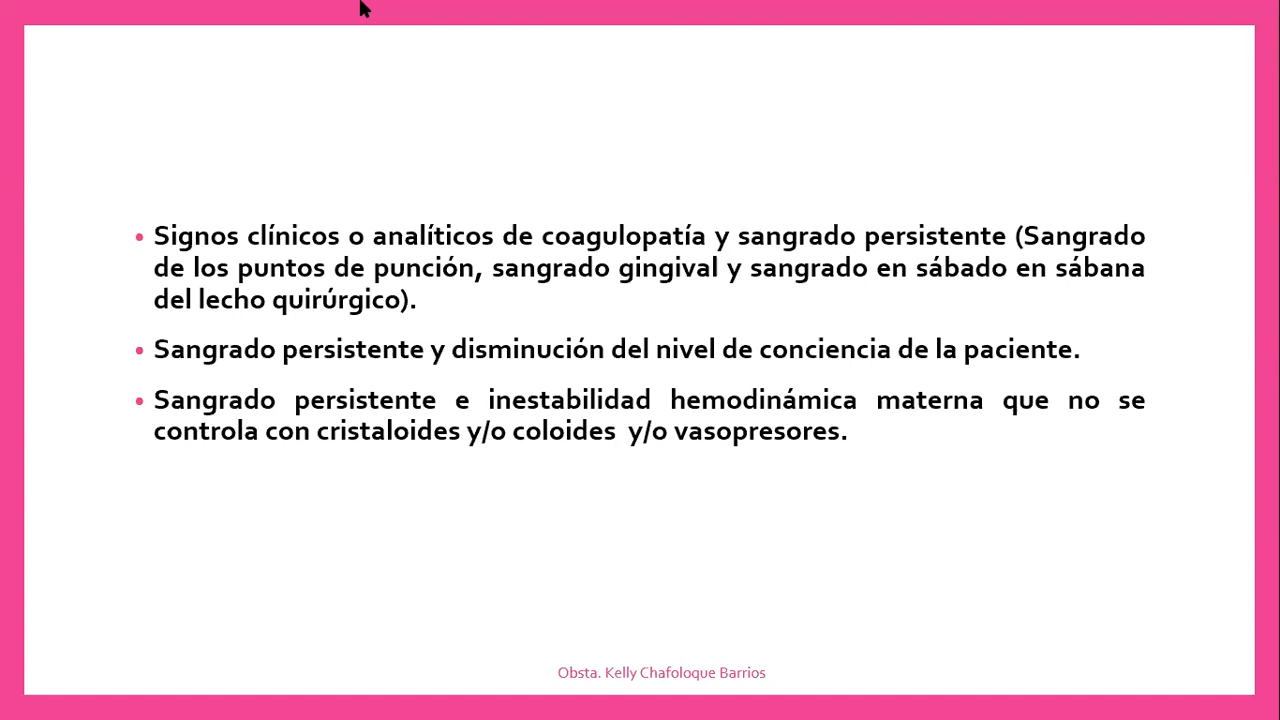 • Signos clínicos o analíticos de coagulopatía y sangrado persistente (Sangrado
de los puntos de punción, sangrado gingival y sangrado en sábado en sábana
del lecho quirúrgico).
• Sangrado persistente y disminución del nivel de conciencia de la paciente.
• Sangrado persistente e inestabilidad hemodinámica materna que no se
controla con cristaloides y/o coloides y/o vasopresores.
Obsta. Kelly Chafoloque Barrios